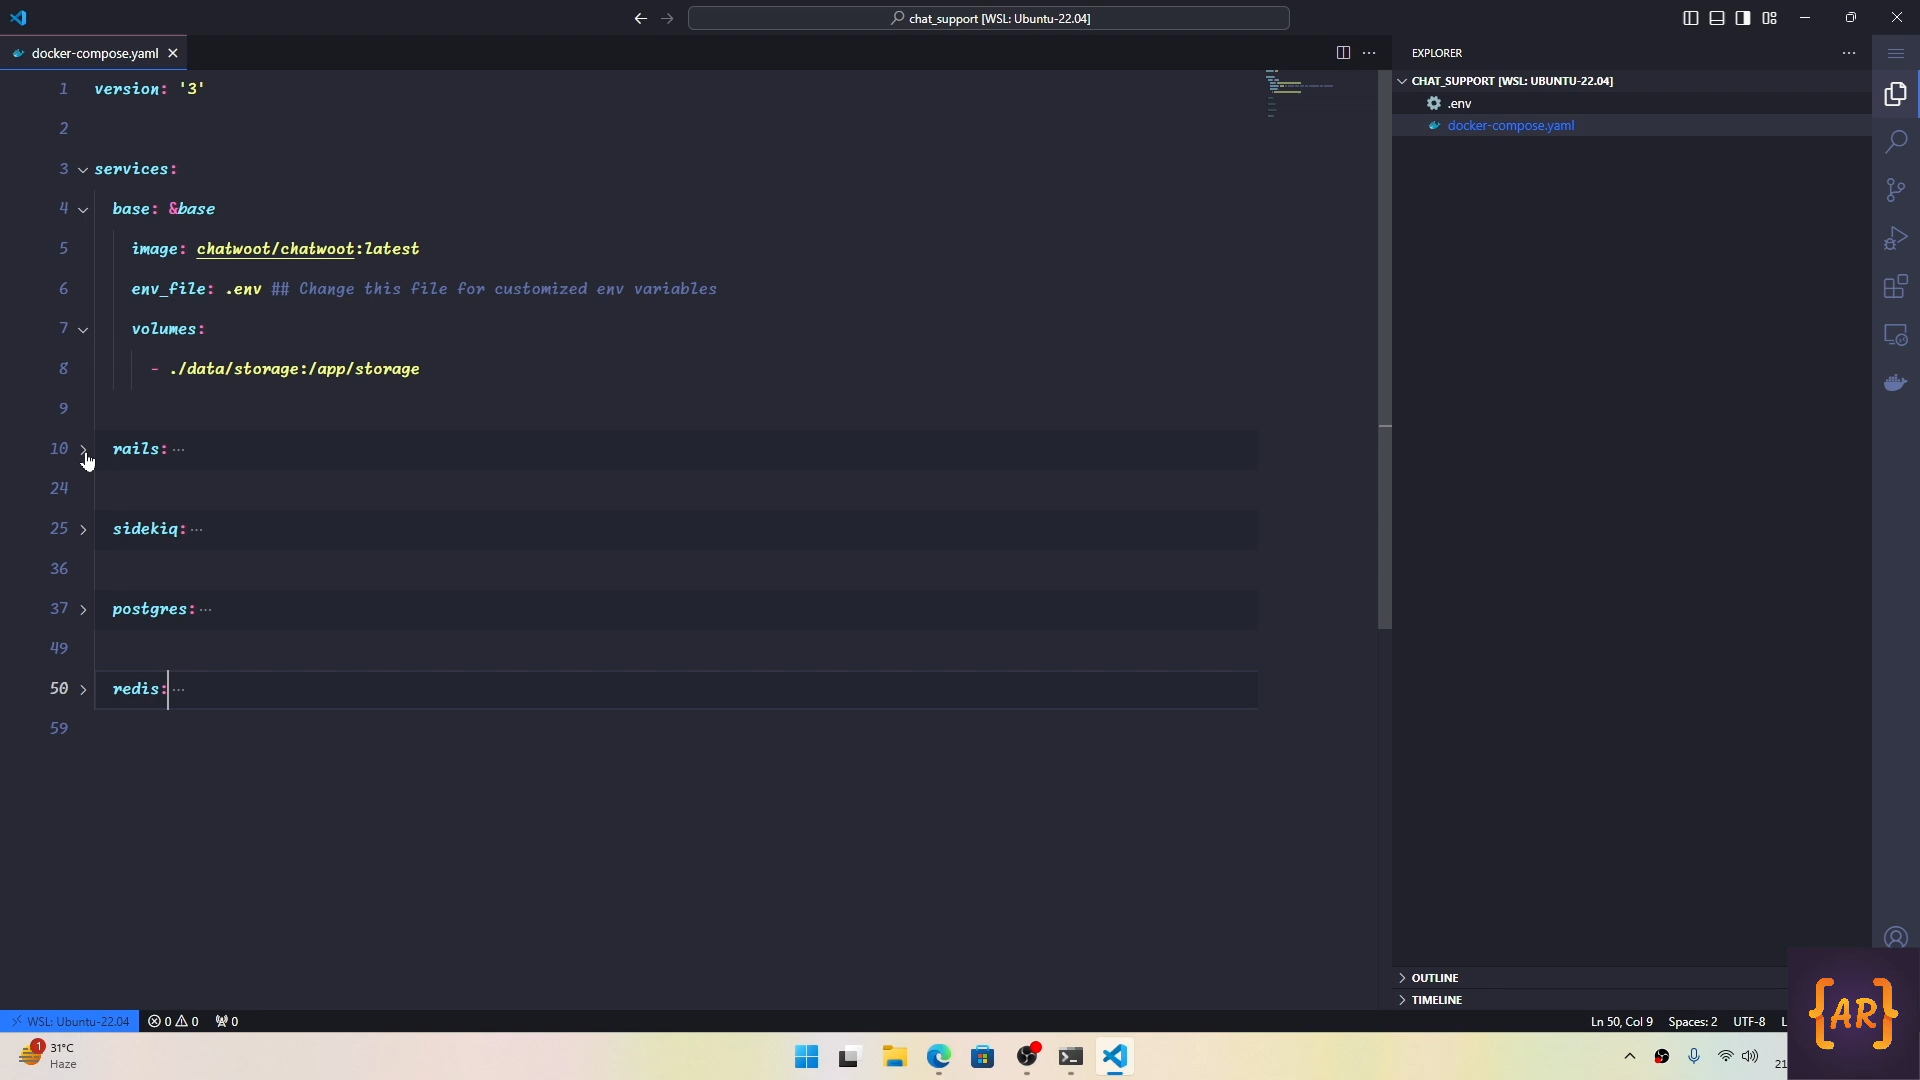 chat_support [WSL: Ubuntu-22.04]
docker-compose.yaml
1 version: '3'
2
3 services:
4 base: &base
5 image: chatwoot/chatwoot:latest
6 env_file: .env ## Change this file for customized env variables
7 volumes:
8 - ./data/storage:/app/storage
9
10 rails: ···
24
25 sidekiq: ···
36
37 postgres: ···
49
50 redis: ···
59
EXPLORER
CHAT_SUPPORT [WSL: UBUNTU-22.04]
.env
docker-compose.yaml
OUTLINE
TIMELINE
WSL: Ubuntu-22.04
0 0
0
Ln 50, Col 9
Spaces: 2
UTF-8
L
1
31°C
Haze
21
{AR}